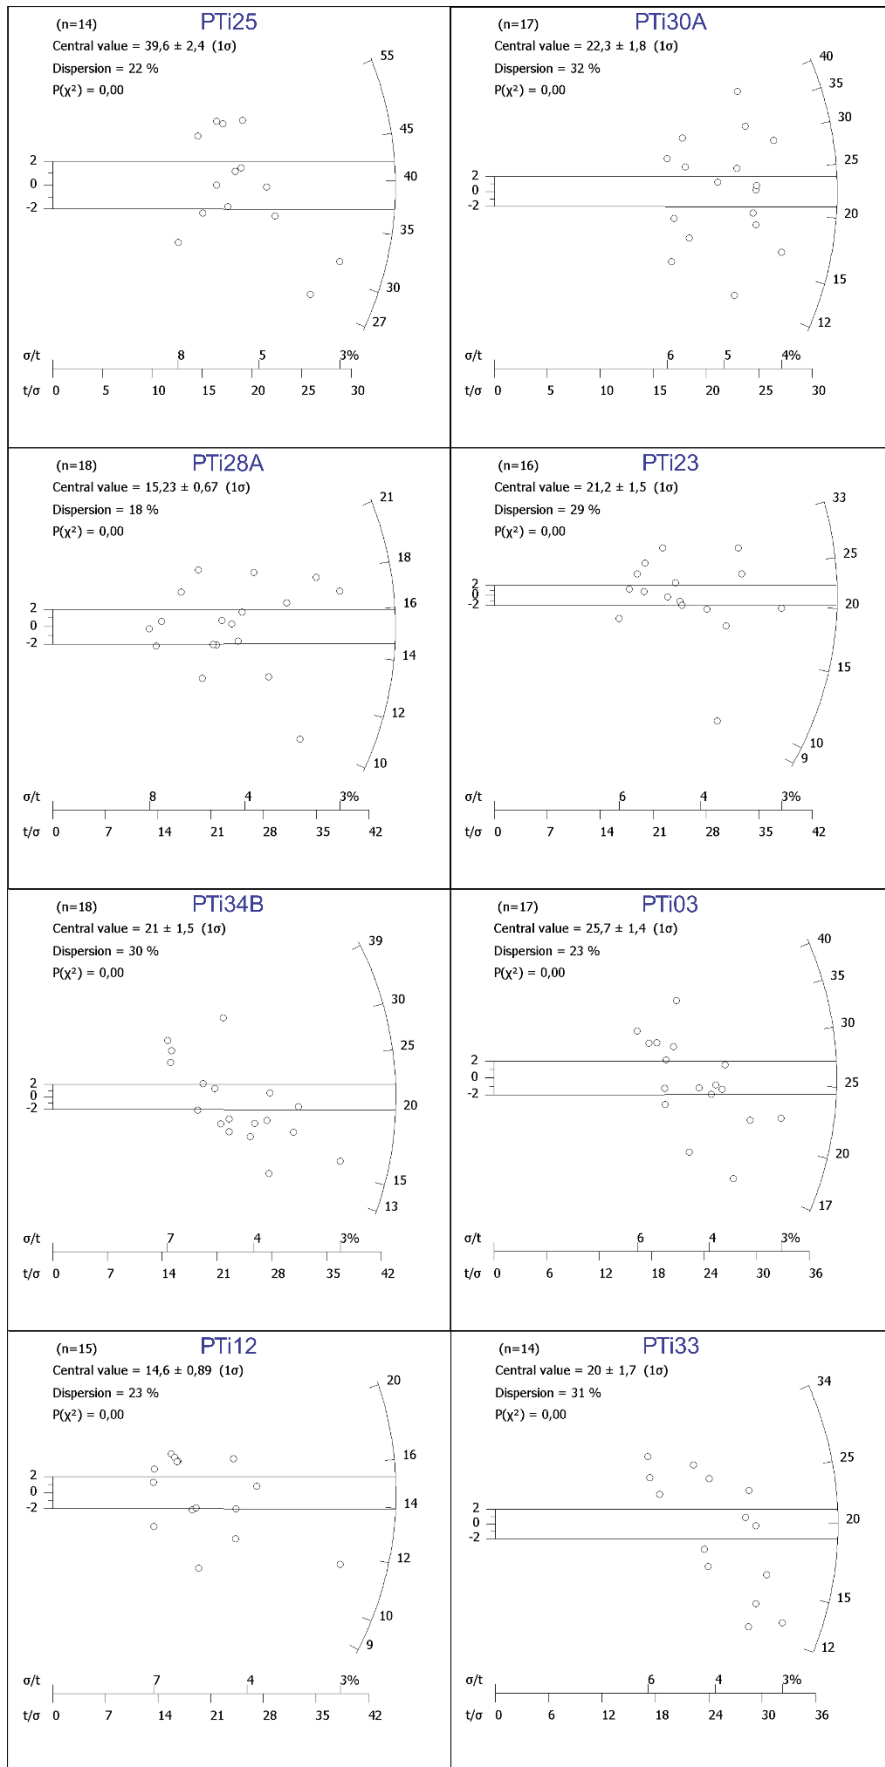 (n=14) PTi25
Central value = 39,6 ± 2,4 (1σ)
Dispersion = 22 %
P(χ²) = 0,00
55
45
40
35
30
27
2
0
-2
σ/t 8 5 3%
t/σ 0 5 10 15 20 25 30
(n=17) PTi30A
Central value = 22,3 ± 1,8 (1σ)
Dispersion = 32 %
P(χ²) = 0,00
40
35
30
25
20
15
12
2
0
-2
σ/t 6 5 4%
t/σ 0 5 10 15 20 25 30
(n=18) PTi28A
Central value = 15,23 ± 0,67 (1σ)
Dispersion = 18 %
P(χ²) = 0,00
21
18
16
14
12
10
2
0
-2
σ/t 8 4 3%
t/σ 0 7 14 21 28 35 42
(n=16) PTi23
Central value = 21,2 ± 1,5 (1σ)
Dispersion = 29 %
P(χ²) = 0,00
33
25
20
15
10
9
2
0
-2
σ/t 6 4 3%
t/σ 0 7 14 21 28 35 42
(n=18) PTi34B
Central value = 21 ± 1,5 (1σ)
Dispersion = 30 %
P(χ²) = 0,00
39
30
25
20
15
13
2
0
-2
σ/t 7 4 3%
t/σ 0 7 14 21 28 35 42
(n=17) PTi03
Central value = 25,7 ± 1,4 (1σ)
Dispersion = 23 %
P(χ²) = 0,00
40
35
30
25
20
17
2
0
-2
σ/t 6 4 3%
t/σ 0 6 12 18 24 30 36
(n=15) PTi12
Central value = 14,6 ± 0,89 (1σ)
Dispersion = 23 %
P(χ²) = 0,00
20
16
14
12
10
9
2
0
-2
σ/t 7 4 3%
t/σ 0 7 14 21 28 35 42
(n=14) PTi33
Central value = 20 ± 1,7 (1σ)
Dispersion = 31 %
P(χ²) = 0,00
34
25
20
15
12
2
0
-2
σ/t 6 4 3%
t/σ 0 6 12 18 24 30 36